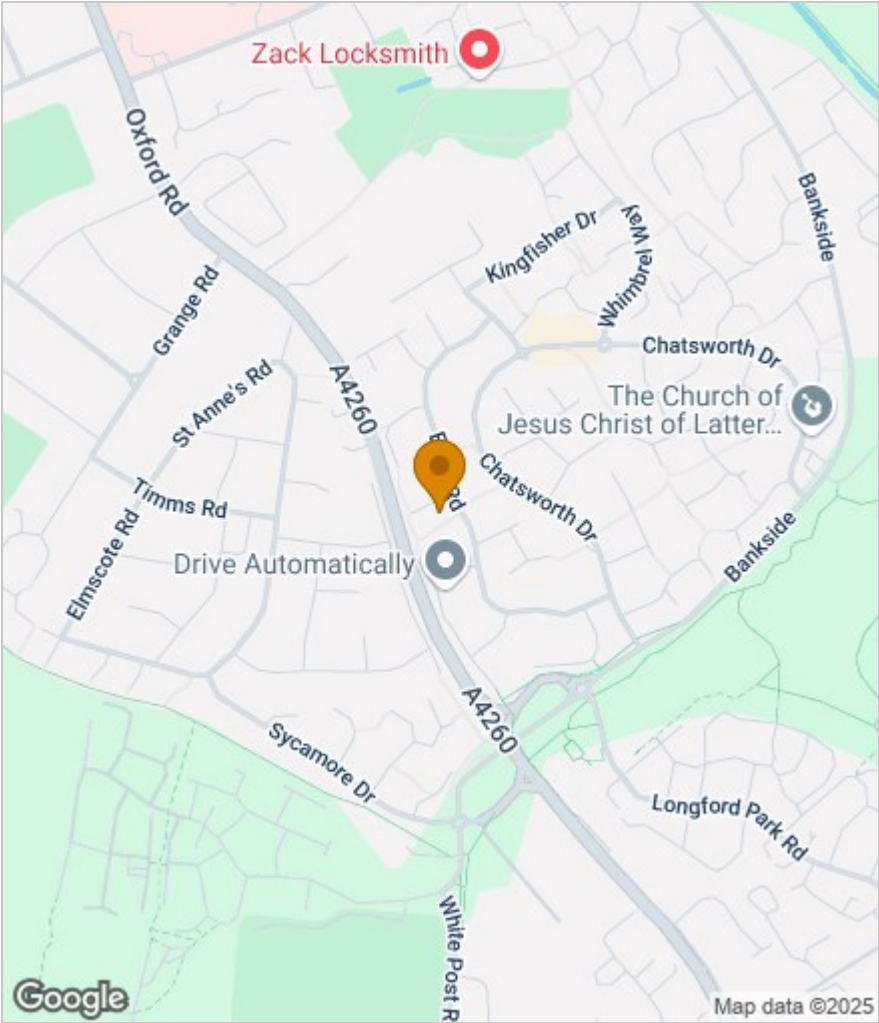 Zack Locksmith
Oxford Rd
Bankside
Kingfisher Dr
Whimbrel Way
Grange Rd
Chatsworth Dr
St Anne's Rd
A4260
The Church of
Jesus Christ of Latter...
Rd
Chatsworth Dr
Timms Rd
Elmscote Rd
Drive Automatically
Bankside
A4260
Sycamore Dr
Longford Park Rd
White Post R
Google
Map data ©2025